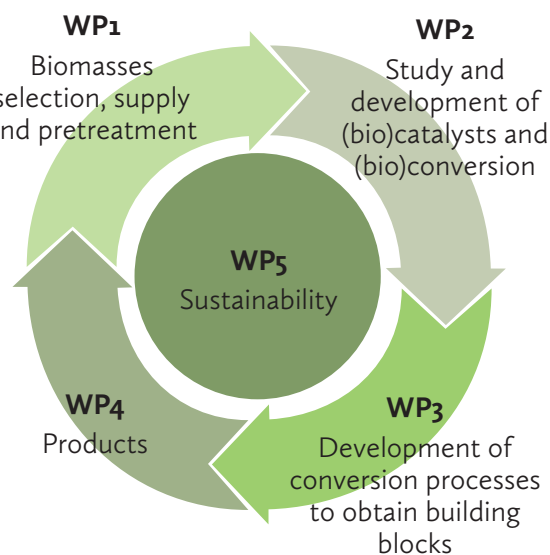 WP1
Biomasses
selection, supply
nd pretreatment
WP2
Study and
development of
(bio)catalysts and
(bio)conversion
WP5
Sustainability
WP4
Products
WP3
Development of
conversion processes
to obtain building
blocks